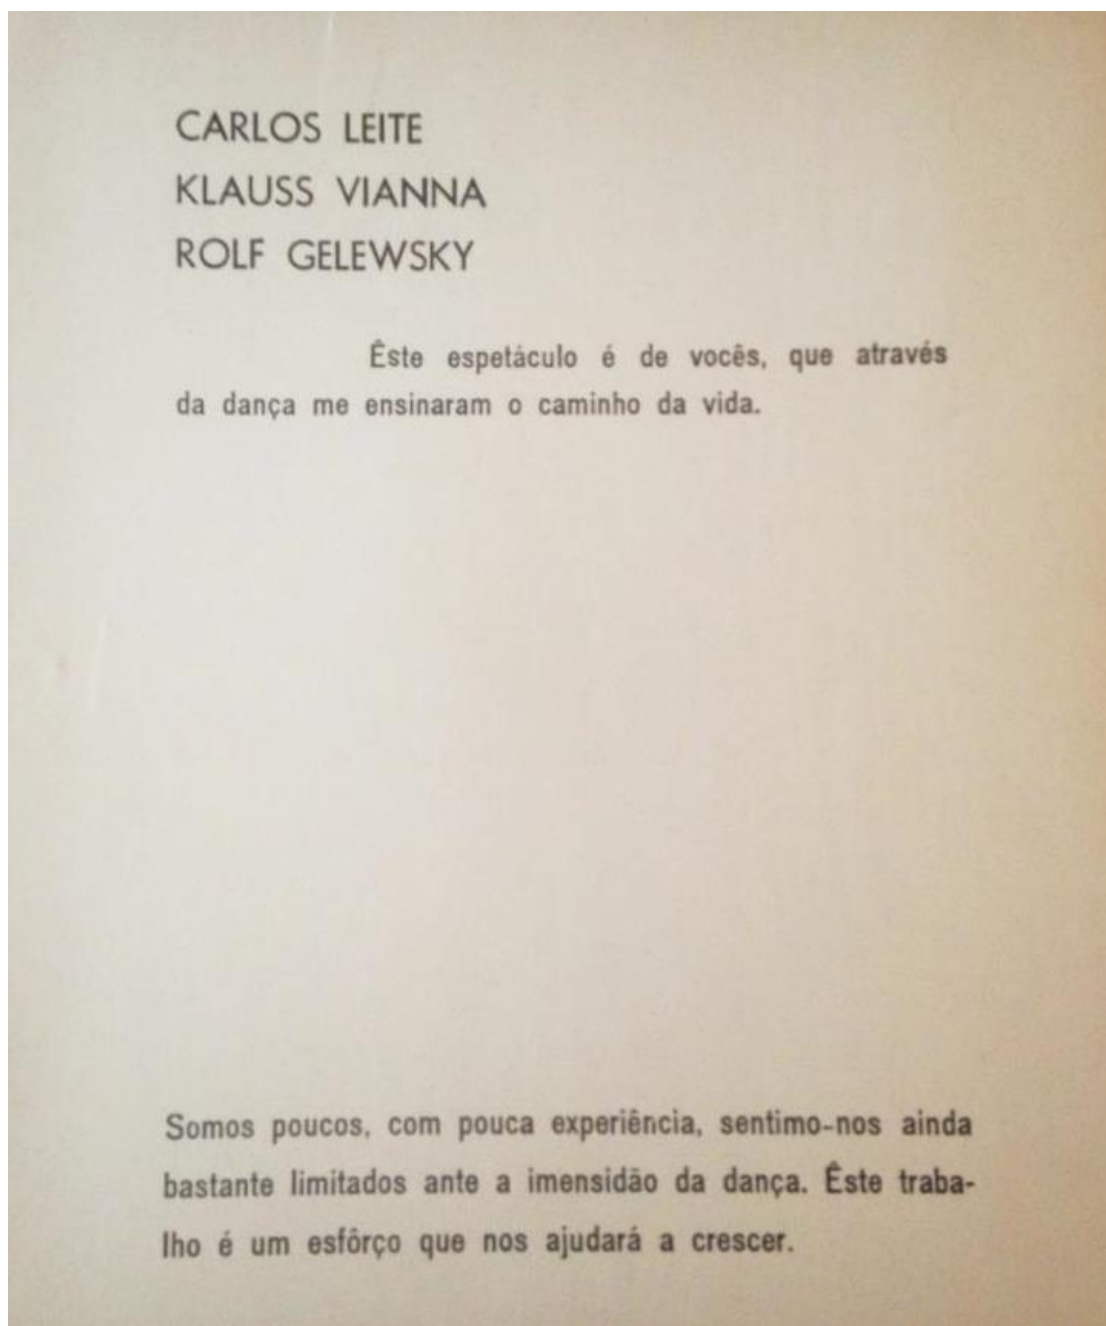 CARLOS LEITE
KLAUSS VIANNA
ROLF GELEWSKY
Êste espetáculo é de vocês, que através
da dança me ensinaram o caminho da vida.
Somos poucos, com pouca experiência, sentimo-nos ainda
bastante limitados ante a imensidão da dança. Êste traba-
lho é um esfôrço que nos ajudará a crescer.